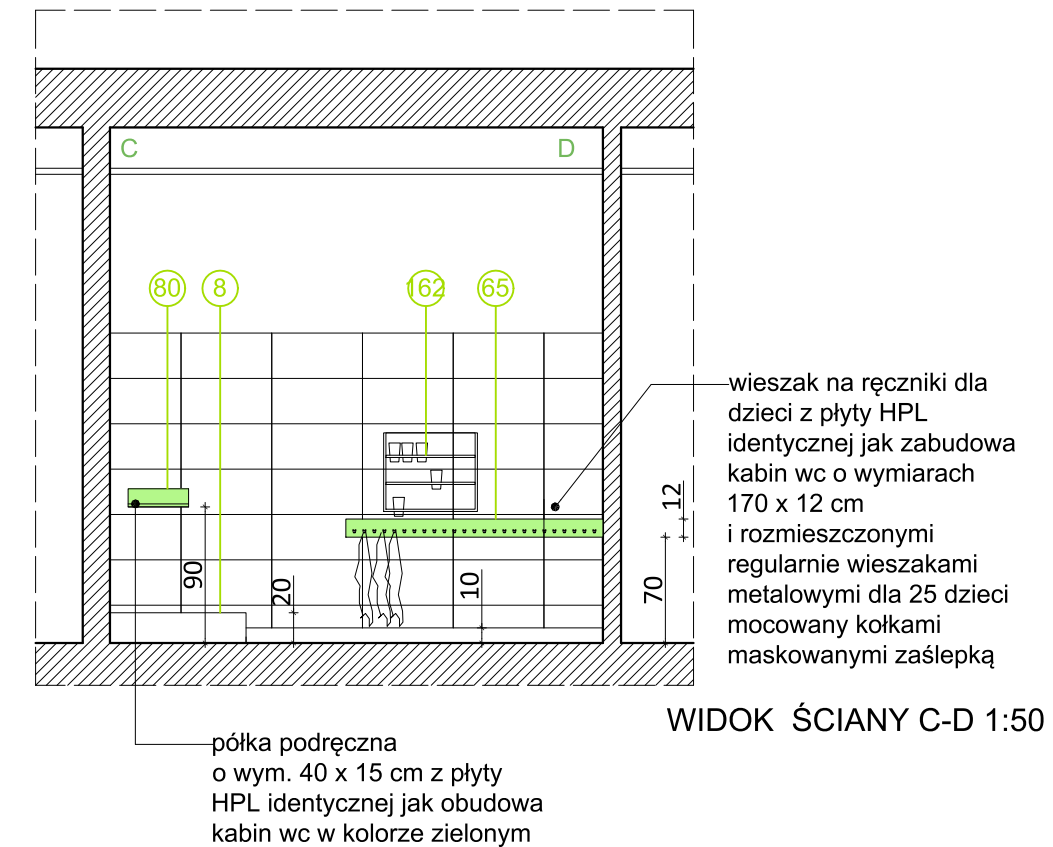 C
D
80
8
162
65
wieszak na ręczniki dla
dzieci z płyty HPL
identycznej jak zabudowa
kabin wc o wymiarach
170 x 12 cm
i rozmieszczonymi
regularnie wieszakami
metalowymi dla 25 dzieci
mocowany kołkami
maskowanymi zaślepką
12
90
20
10
70
WIDOK ŚCIANY C-D 1:50
półka podręczna
o wym. 40 x 15 cm z płyty
HPL identycznej jak obudowa
kabin wc w kolorze zielonym